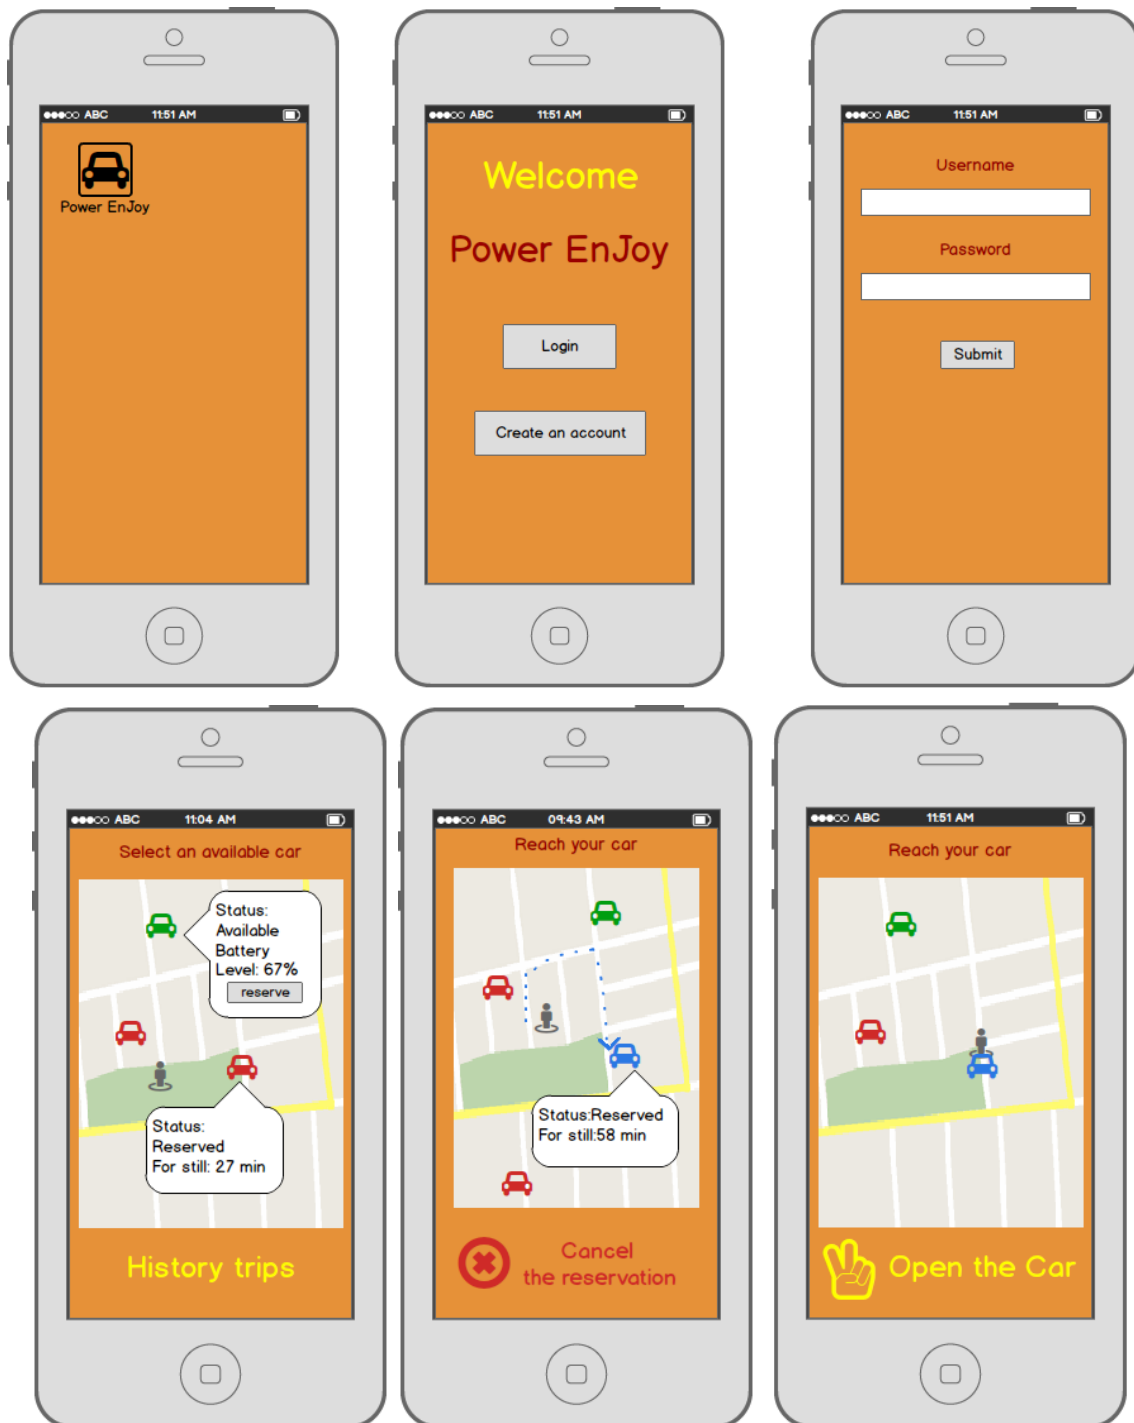 ABC 11:51 AM
Power EnJoy
ABC 11:51 AM
Welcome
Power EnJoy
Login
Create an account
ABC 11:51 AM
Username
Password
Submit
ABC 11:04 AM
Select an available car
Status:
Available
Battery
Level: 67%
reserve
Status:
Reserved
For still: 27 min
History trips
ABC 09:43 AM
Reach your car
Status:Reserved
For still:58 min
Cancel
the reservation
ABC 11:51 AM
Reach your car
Open the Car